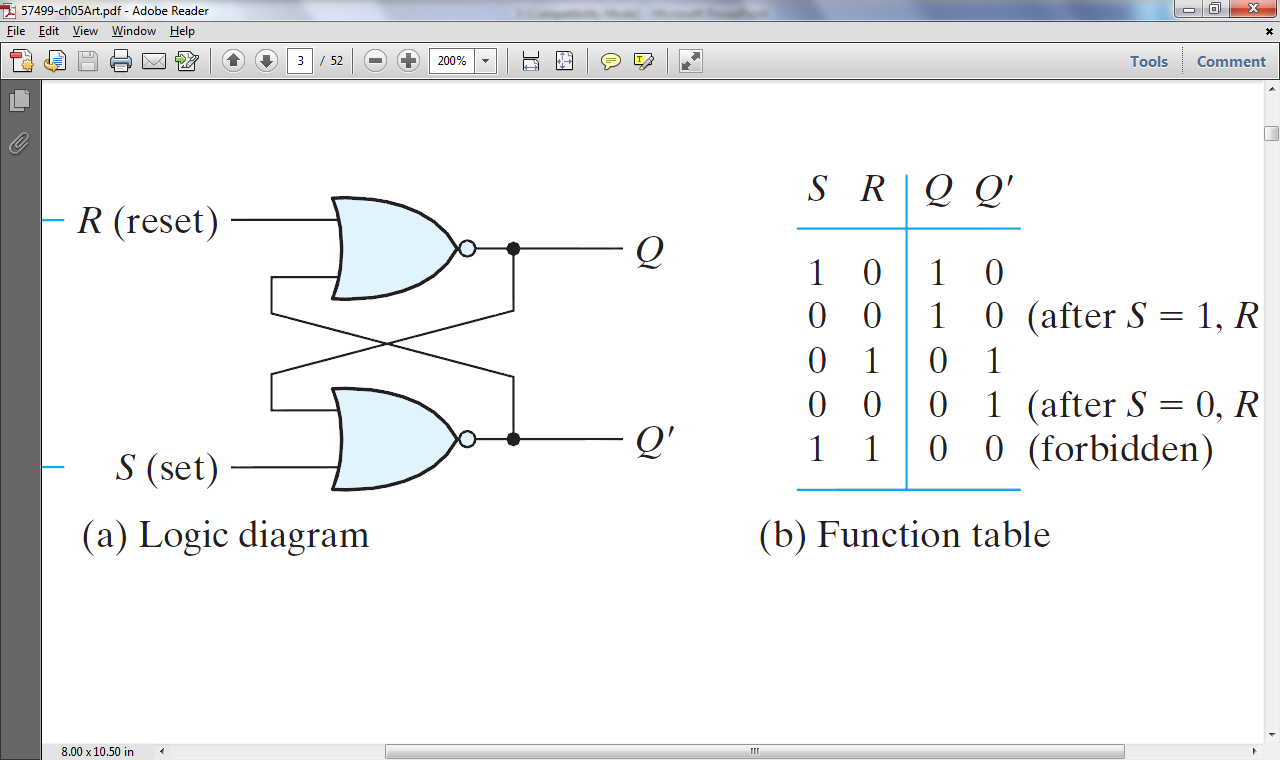 57499-ch05Art.pdf - Adobe Reader
File Edit View Window Help
3 / 52 200% Tools Comment
R (reset)
Q
S (set)
Q'
(a) Logic diagram
S R Q Q'
1 0 1 0
0 0 1 0 (after S = 1, R
0 1 0 1
0 0 0 1 (after S = 0, R
1 1 0 0 (forbidden)
(b) Function table
8.00 x 10.50 in